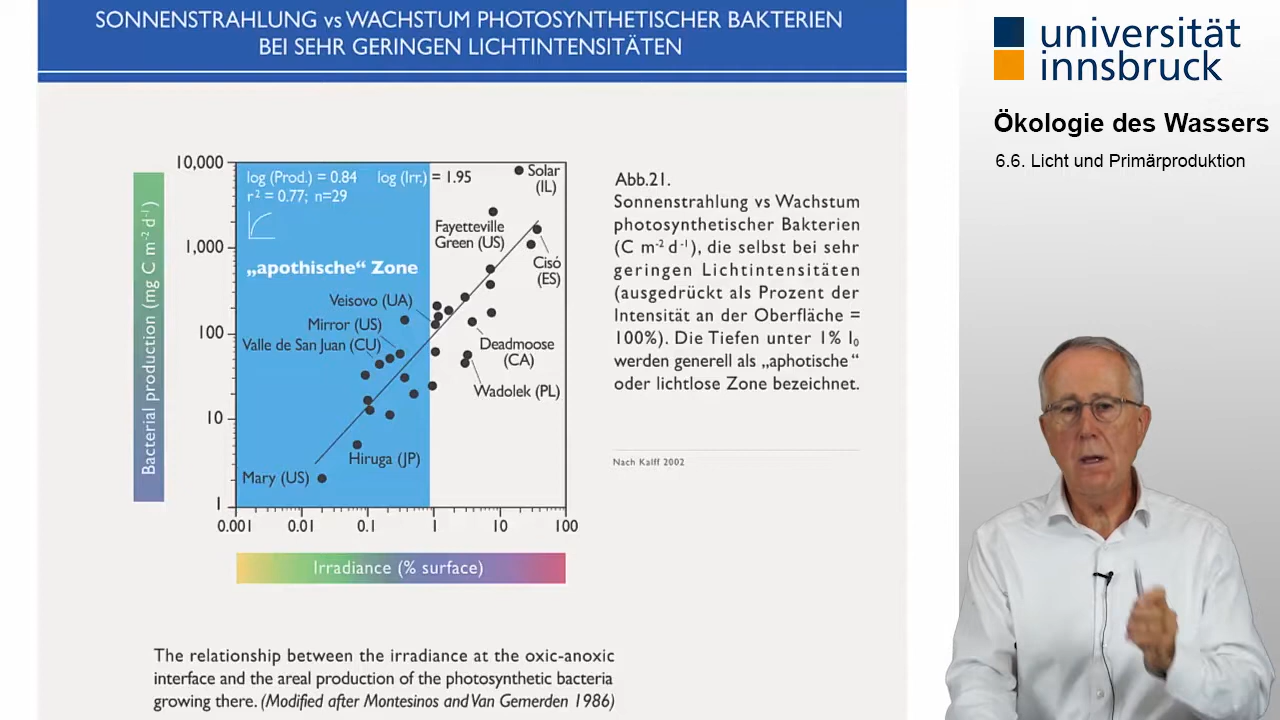 SONNENSTRAHLUNG vs WACHSTUM PHOTOSYNTHETISCHER BAKTERIEN
BEI SEHR GERINGEN LICHTINTENSITÄTEN
universität
innsbruck
Ökologie des Wassers
6.6. Licht und Primärproduktion
Bacterial production (mg C m⁻² d⁻¹)
10,000
1,000
100
10
1
log (Prod.) = 0.84 log (Irr.) = 1.95
r² = 0.77; n=29
„apothische“ Zone
Solar
(IL)
Fayetteville
Green (US)
Cisó
(ES)
Veisovo (UA)
Mirror (US)
Valle de San Juan (CU)
Deadmoose
(CA)
Wadolek (PL)
Hiruga (JP)
Mary (US)
0.001 0.01 0.1 1 10 100
Irradiance (% surface)
Abb.21.
Sonnenstrahlung vs Wachstum
photosynthetischer Bakterien
(C m⁻² d⁻¹), die selbst bei sehr
geringen Lichtintensitäten
(ausgedrückt als Prozent der
Intensität an der Oberfläche =
100%). Die Tiefen unter 1% I₀
werden generell als „aphotische“
oder lichtlose Zone bezeichnet.
Nach Kalff 2002
The relationship between the irradiance at the oxic-anoxic
interface and the areal production of the photosynthetic bacteria
growing there. (Modified after Montesinos and Van Gemerden 1986)